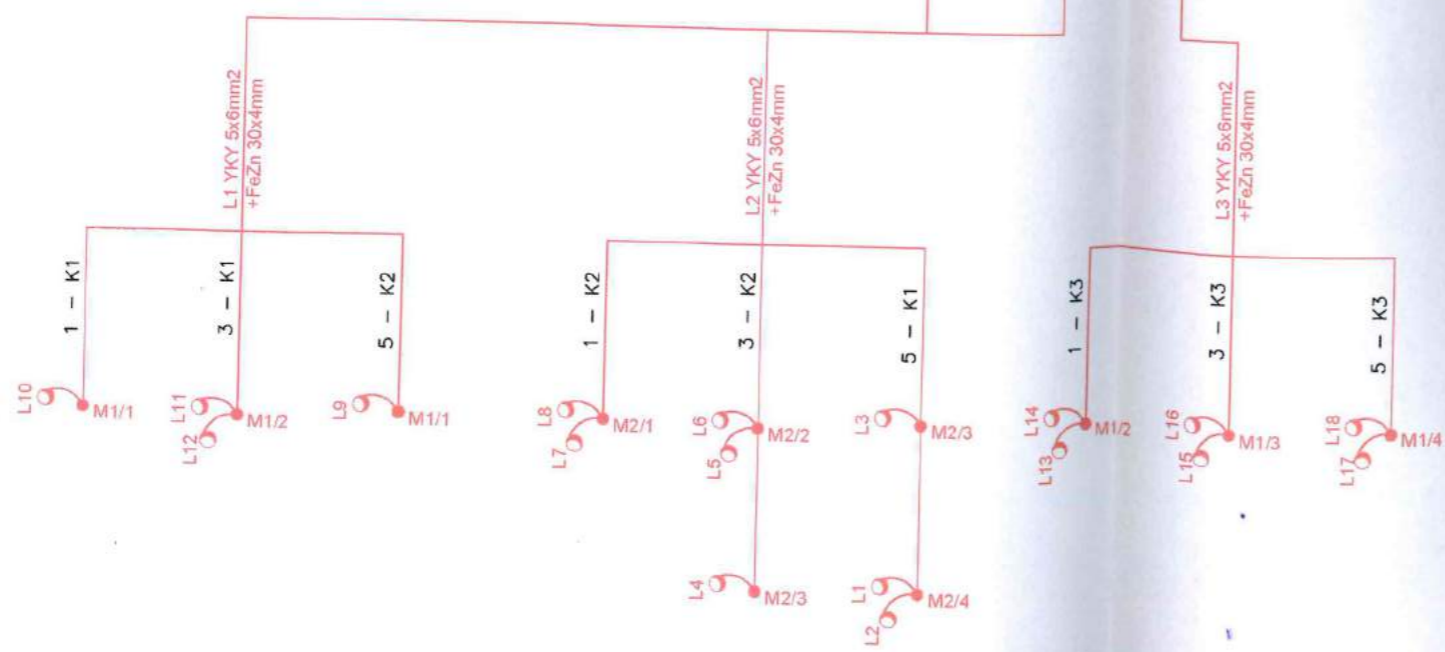 L1 YKY 5x6mm2
+FeZn 30x4mm
L2 YKY 5x6mm2
+FeZn 30x4mm
L3 YKY 5x6mm2
+FeZn 30x4mm
1 - K1
3 - K1
5 - K2
1 - K2
3 - K2
5 - K1
1 - K3
3 - K3
5 - K3
L10
M1/1
L11
L12
M1/2
L9
M1/1
L8
L7
M2/1
L6
L5
M2/2
L3
M2/3
L14
L13
M1/2
L16
L15
M1/3
L18
L17
M1/4
L4
M2/3
L1
L2
M2/4